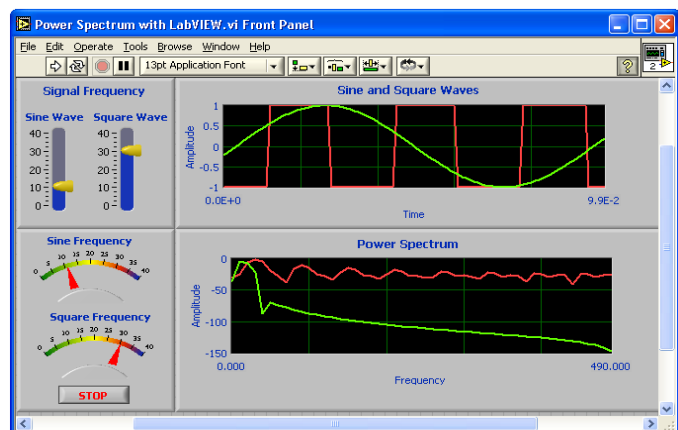 Power Spectrum with LabVIEW.vi Front Panel
File Edit Operate Tools Browse Window Help
13pt Application Font
? 2
Signal Frequency
Sine Wave Square Wave
40 40
30 30
20 20
10 10
0 0
Sine and Square Waves
Amplitude
1
0.5
0
-0.5
-1
0.0E+0 9.9E-2
Time
Sine Frequency
0 5 10 15 20 25 30 35 40
Square Frequency
0 5 10 15 20 25 30 35 40
STOP
Power Spectrum
Amplitude
0
-50
-100
-150
0.000 490.000
Frequency